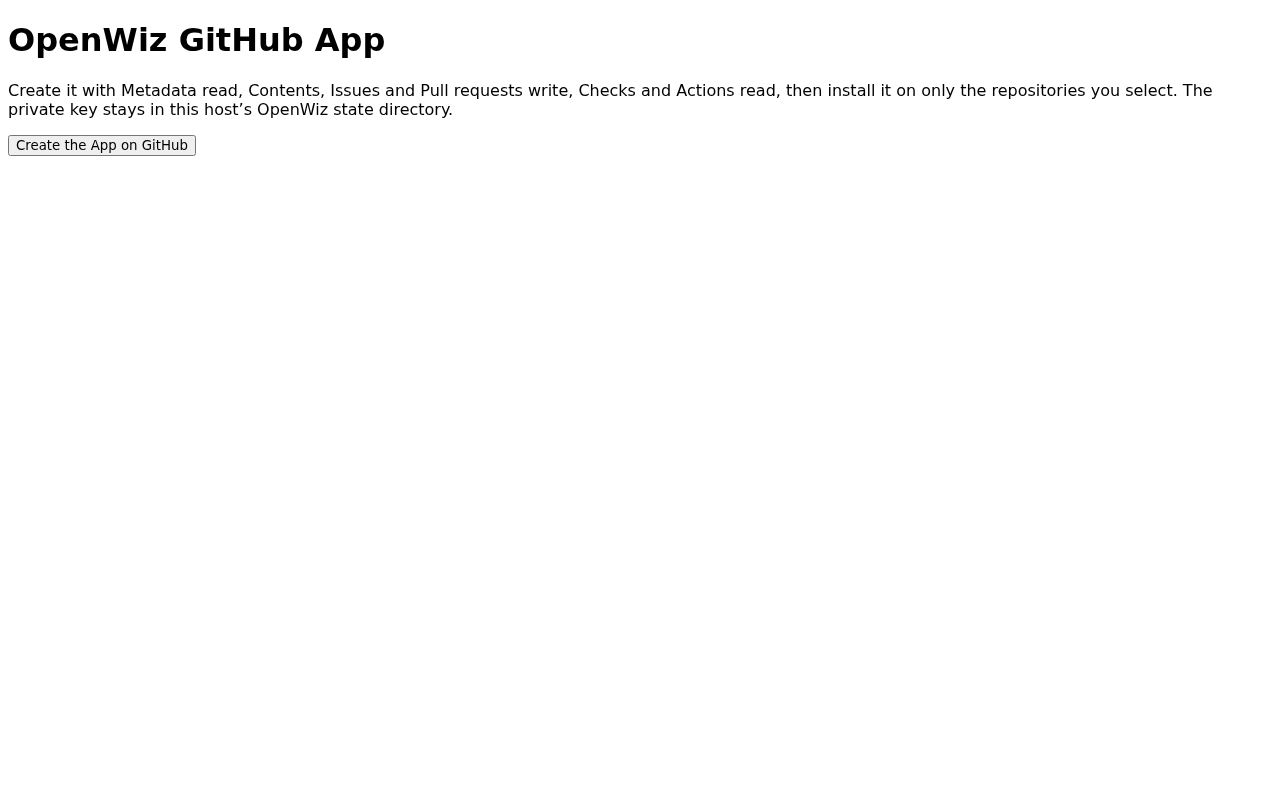 OpenWiz GitHub App
Create it with Metadata read, Contents, Issues and Pull requests write, Checks and Actions read, then install it on only the repositories you select. The
private key stays in this host’s OpenWiz state directory.
Create the App on GitHub